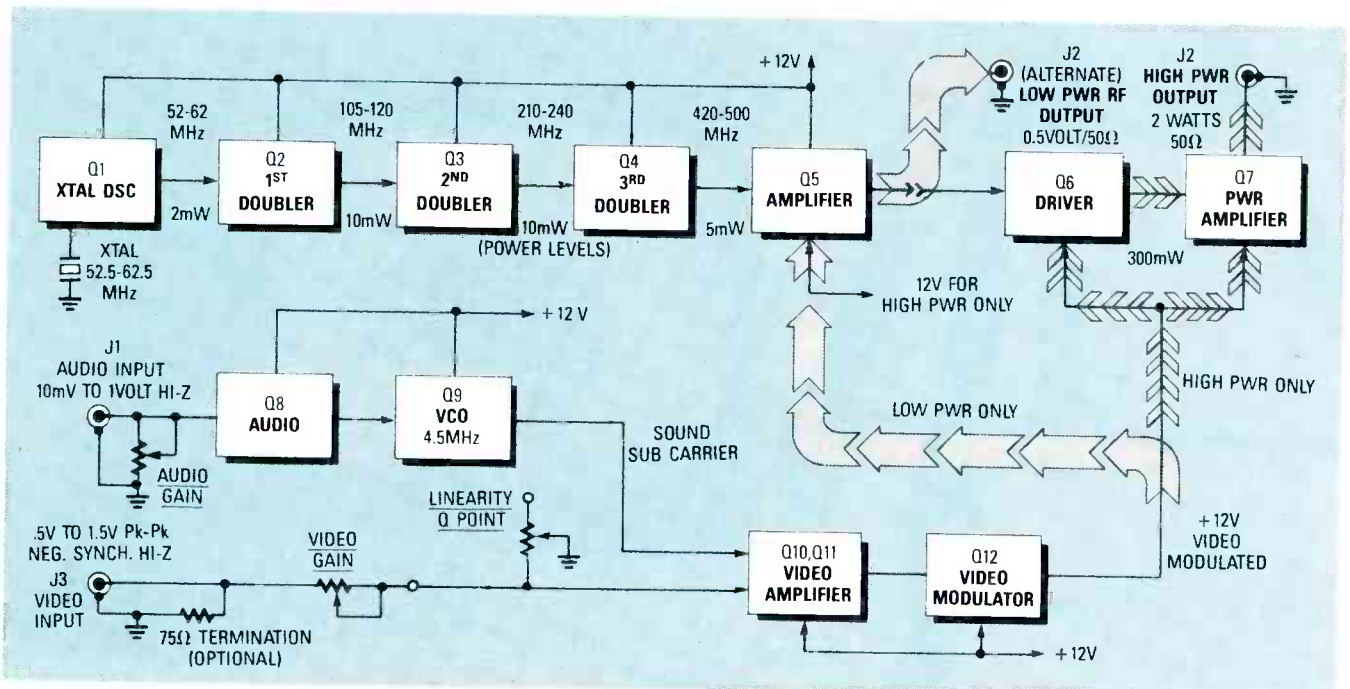 +12V
52-62
MHz
105-120
MHz
210-240
MHz
420-500
MHz
J2
(ALTERNATE)
LOW PWR RF
OUTPUT
0.5VOLT/50Ω
J2
HIGH PWR
OUTPUT
2 WATTS
50Ω
Q1
XTAL DSC
2mW
Q2
1ST
DOUBLER
10mW
Q3
2ND
DOUBLER
10mW
(POWER LEVELS)
Q4
3RD
DOUBLER
5mW
Q5
AMPLIFIER
Q6
DRIVER
300mW
Q7
PWR
AMPLIFIER
XTAL
52.5-62.5
MHz
12V FOR
HIGH PWR ONLY
+12 V
J1
AUDIO INPUT
10mV TO 1VOLT HI-Z
Q8
AUDIO
Q9
VCO
4.5MHz
AUDIO
GAIN
SOUND
SUB CARRIER
LOW PWR ONLY
HIGH PWR ONLY
LINEARITY
Q POINT
.5V TO 1.5V Pk-Pk
NEG. SYNCH. HI-Z
J3
VIDEO
INPUT
VIDEO
GAIN
75Ω TERMINATION
(OPTIONAL)
Q10,Q11
VIDEO
AMPLIFIER
Q12
VIDEO
MODULATOR
+12V
VIDEO
MODULATED
+12V